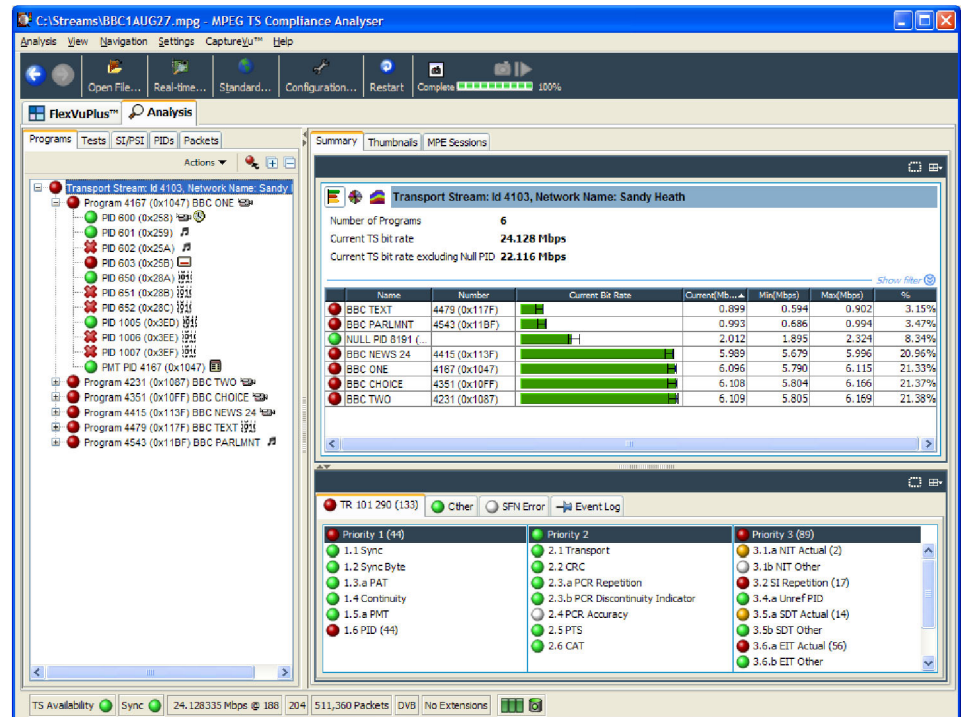 C:\Streams\BBC1AUG27.mpg - MPEG TS Compliance Analyser
Analysis View Navigation Settings CaptureVu™ Help
Open File... Real-time... Standard... Configuration... Restart Complete 100%
FlexVuPlus™ Analysis
Programs Tests SI/PSI PIDs Packets
Actions
Transport Stream: Id 4103, Network Name: Sandy
Program 4167 (0x1047) BBC ONE
PID 600 (0x258)
PID 601 (0x259)
PID 602 (0x25A)
PID 603 (0x25B)
PID 650 (0x28A)
PID 651 (0x28B)
PID 652 (0x28C)
PID 1005 (0x3ED)
PID 1006 (0x3EE)
PID 1007 (0x3EF)
PMT PID 4167 (0x1047)
Program 4231 (0x1087) BBC TWO
Program 4351 (0x10FF) BBC CHOICE
Program 4415 (0x113F) BBC NEWS 24
Program 4479 (0x117F) BBC TEXT
Program 4543 (0x11BF) BBC PARLMNT
Summary Thumbnails MPE Sessions
Transport Stream: Id 4103, Network Name: Sandy Heath
Number of Programs 6
Current TS bit rate 24.128 Mbps
Current TS bit rate excluding Null PID 22.116 Mbps
Show filter
Name Number Current Bit Rate Current(Mb... Min(Mbps) Max(Mbps) %
BBC TEXT 4479 (0x117F) 0.899 0.594 0.902 3.15%
BBC PARLMNT 4543 (0x11BF) 0.993 0.686 0.994 3.47%
NULL PID 8191 (... 2.012 1.895 2.324 8.34%
BBC NEWS 24 4415 (0x113F) 5.989 5.679 5.996 20.96%
BBC ONE 4167 (0x1047) 6.096 5.790 6.115 21.33%
BBC CHOICE 4351 (0x10FF) 6.108 5.804 6.166 21.37%
BBC TWO 4231 (0x1087) 6.109 5.805 6.169 21.38%
TR 101 290 (133) Other SFN Error Event Log
Priority 1 (44)
1.1 Sync
1.2 Sync Byte
1.3.a PAT
1.4 Continuity
1.5.a PMT
1.6 PID (44)
Priority 2
2.1 Transport
2.2 CRC
2.3.a PCR Repetition
2.3.b PCR Discontinuity Indicator
2.4 PCR Accuracy
2.5 PTS
2.6 CAT
Priority 3 (89)
3.1.a NIT Actual (2)
3.1b NIT Other
3.2 SI Repetition (17)
3.4.a Unref PID
3.5.a SDT Actual (14)
3.5b SDT Other
3.6.a EIT Actual (56)
3.6.b EIT Other
TS Availability Sync 24.128335 Mbps @ 188 204 511,360 Packets DVB No Extensions